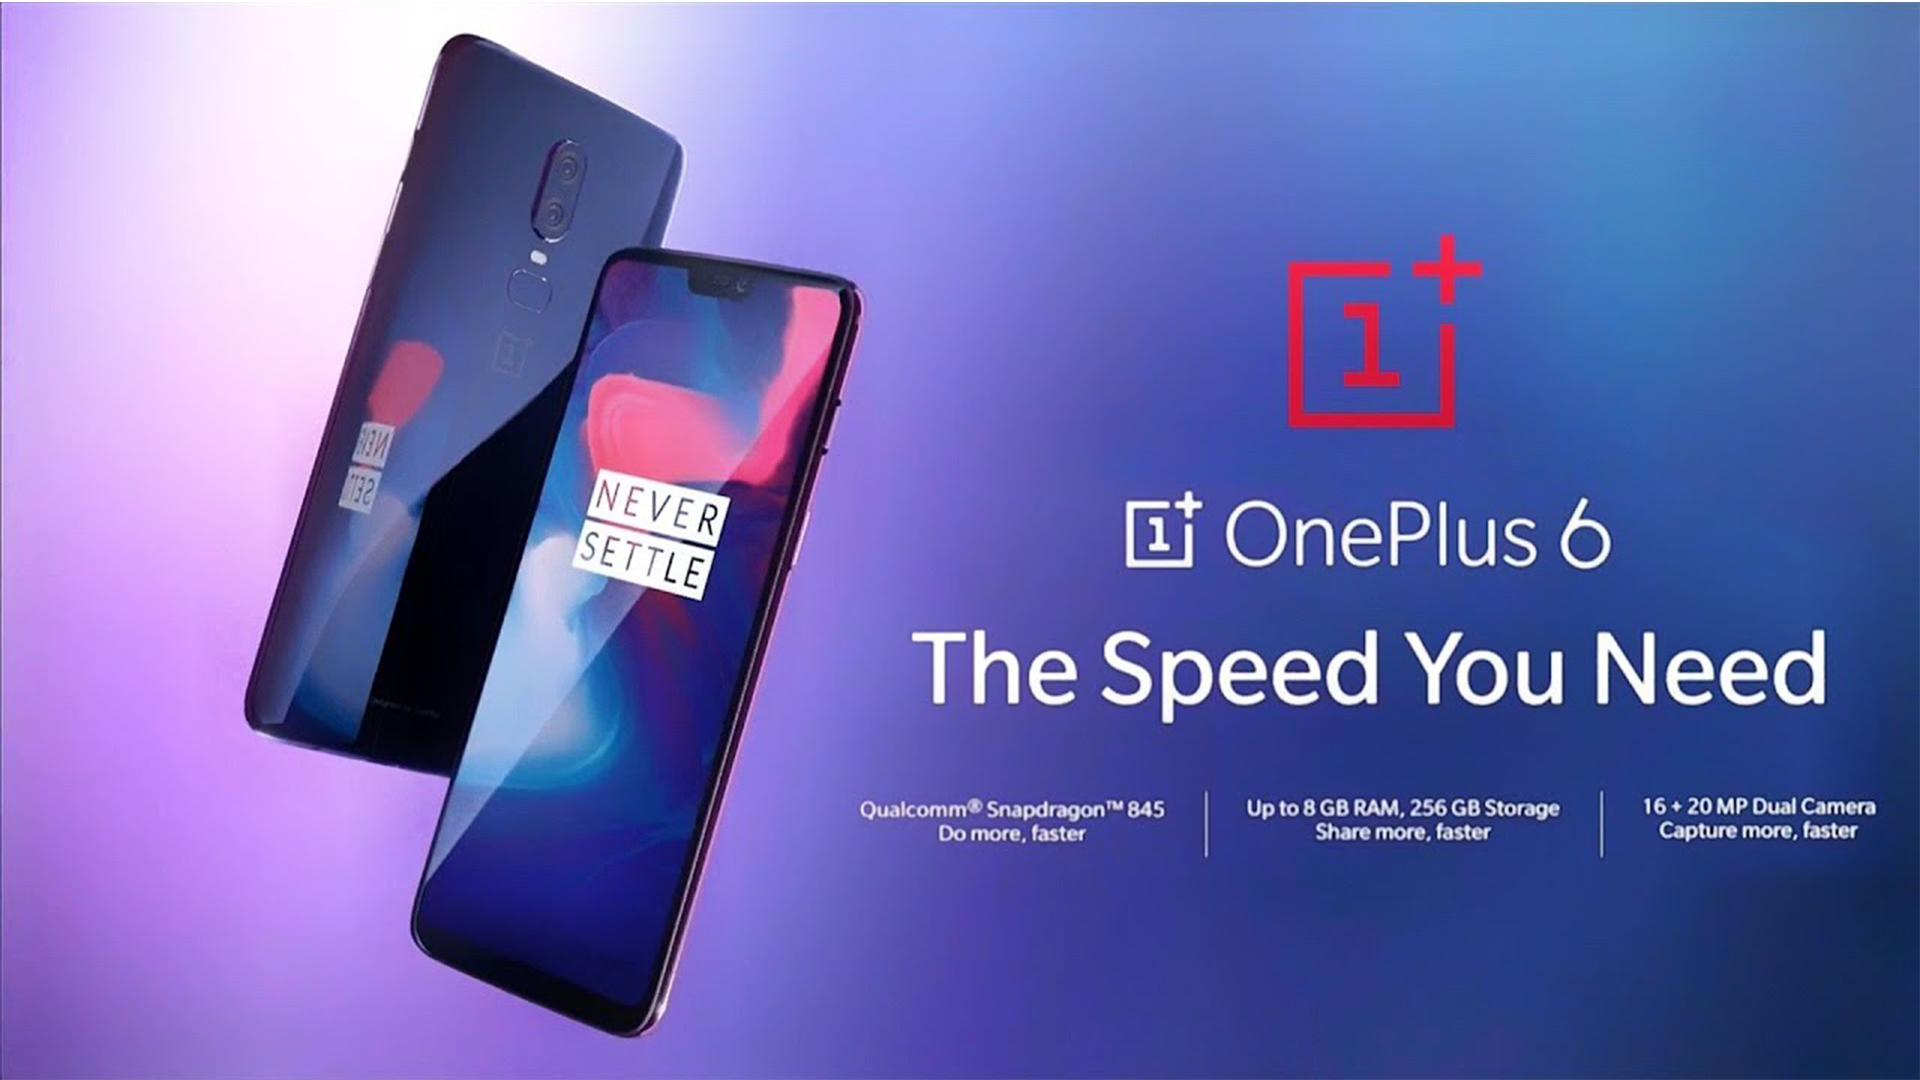 NEVER
SETTLE
OnePlus 6
The Speed You Need
Qualcomm® Snapdragon™ 845
Do more, faster
Up to 8 GB RAM, 256 GB Storage
Share more, faster
16 + 20 MP Dual Camera
Capture more, faster